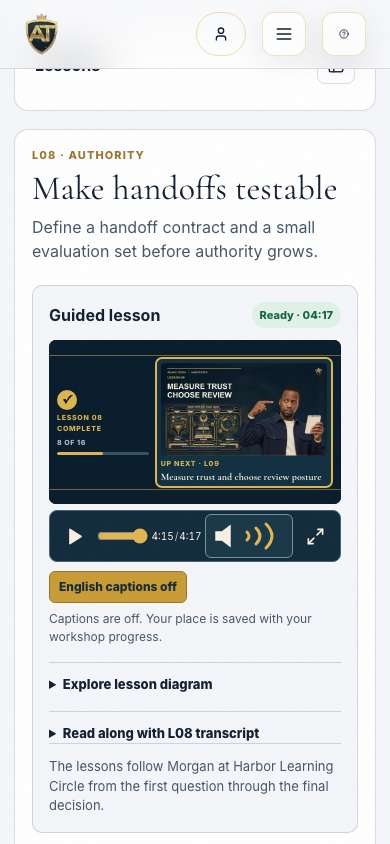 AT
Lessons
L08 · AUTHORITY
Make handoffs testable
Define a handoff contract and a small
evaluation set before authority grows.
Guided lesson
Ready · 04:17
LESSON 08
COMPLETE
8 OF 16
MEASURE TRUST
CHOOSE REVIEW
UP NEXT · L09
Measure trust and choose review posture
4:15/4:17
English captions off
Captions are off. Your place is saved with your
workshop progress.
Explore lesson diagram
Read along with L08 transcript
The lessons follow Morgan at Harbor Learning
Circle from the first question through the final
decision.